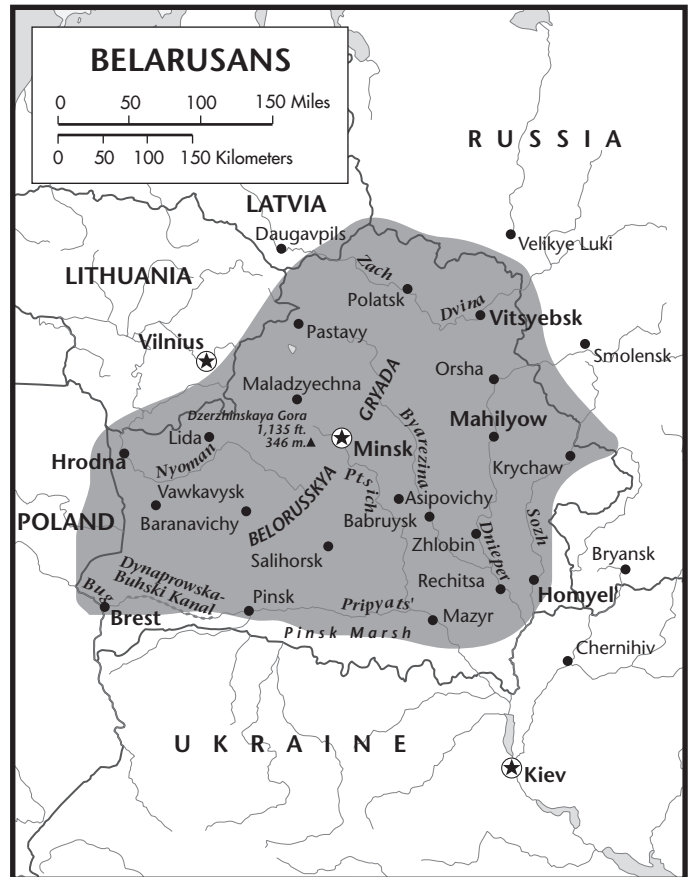 BELARUSANS
0 50 100 150 Miles
0 50 100 150 Kilometers
RUSSIA
LATVIA
Daugavpils
Velikye Luki
LITHUANIA
Zach
Polatsk
Dvina
Vitsyebsk
Pastavy
Vilnius
Smolensk
Orsha
Maladzyechna
GRYADA
Dzerzhinskaya Gora
1,135 ft.
346 m.
Byarezina
Mahilyow
Lida
Minsk
Hrodna
Nyoman
Krychaw
Ptsich
Vawkavysk
Asipovichy
BELORUSSKYA
POLAND
Baranavichy
Babruysk
Sozh
Zhlobin
Dnieper
Salihorsk
Bryansk
Dynaprowska-
Buhski Kanal
Rechitsa
Bug
Homyel'
Pinsk
Pripyats'
Brest
Mazyr
Pinsk Marsh
Chernihiv
UKRAINE
Kiev